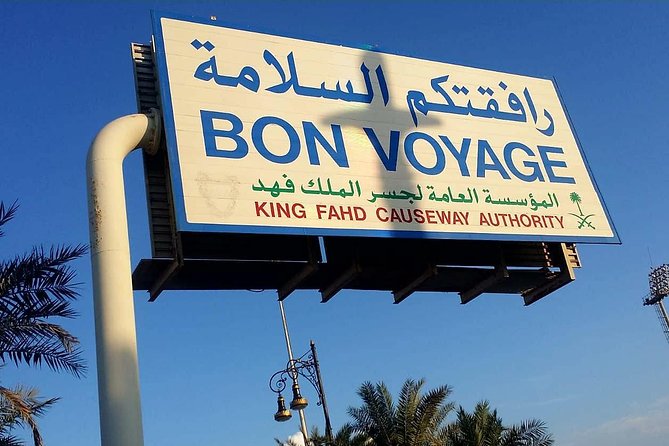 رافقتكم السلامة
BON VOYAGE
المؤسسة العامة لجسر الملك فهد
KING FAHD CAUSEWAY AUTHORITY